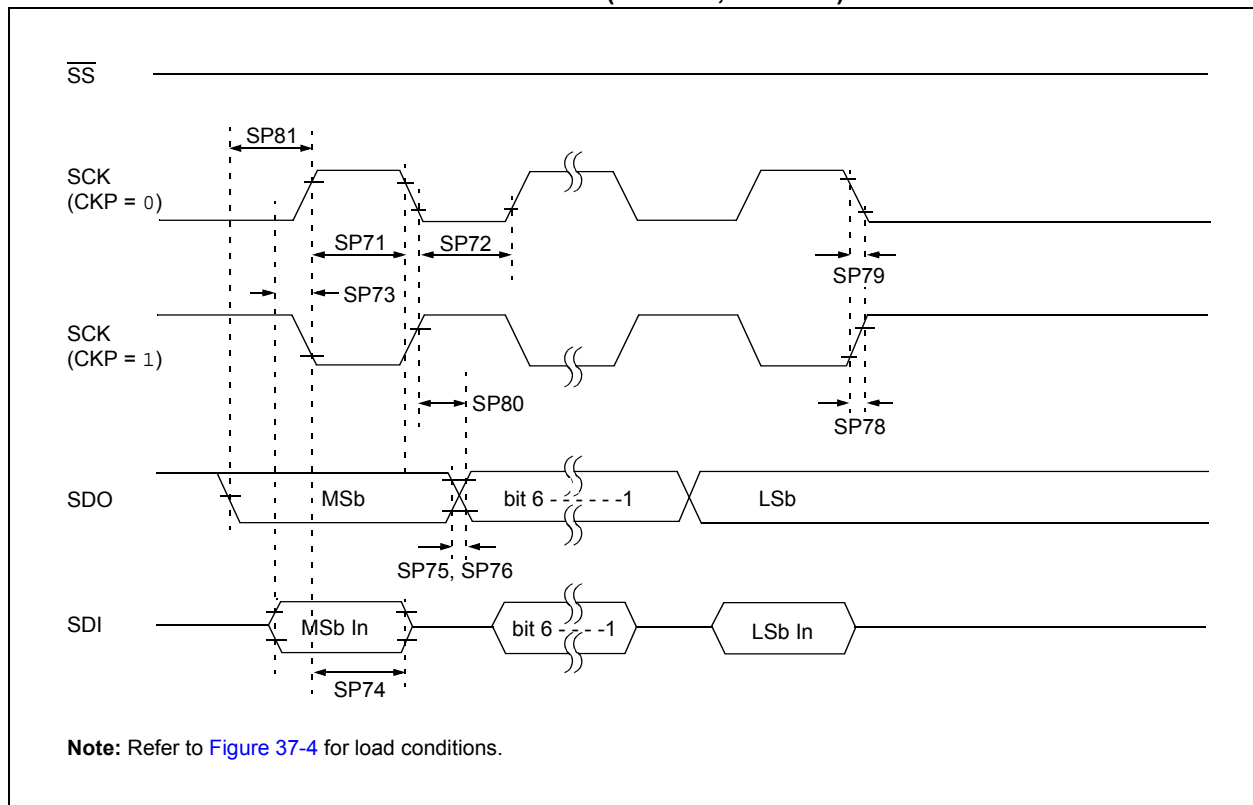 SS
SP81
SCK
(CKP = 0)
SP71
SP72
SP79
SP73
SCK
(CKP = 1)
SP80
SP78
SDO
MSb
bit 6 - - - - - - -1
LSb
SP75, SP76
SDI
MSb In
bit 6 - - - - -1
LSb In
SP74
Note: Refer to Figure 37-4 for load conditions.